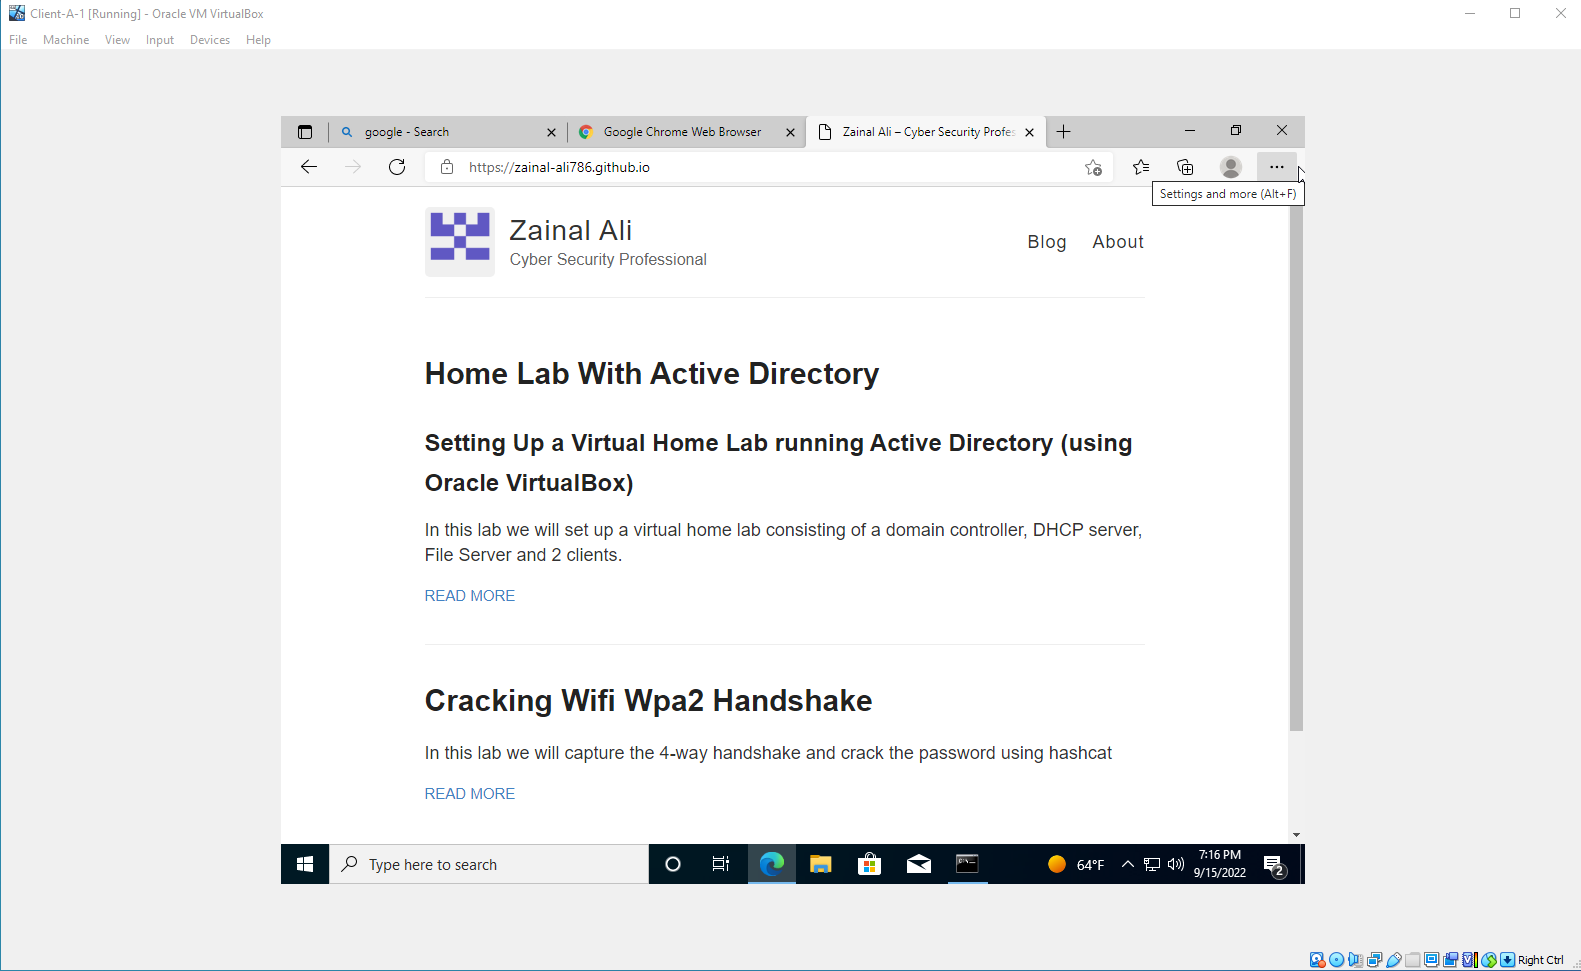 Client-A-1 [Running] - Oracle VM VirtualBox
File Machine View Input Devices Help
google - Search
Google Chrome Web Browser
Zainal Ali – Cyber Security Profes
https://zainal-ali786.github.io
Settings and more (Alt+F)
Zainal Ali
Cyber Security Professional
Blog About
Home Lab With Active Directory
Setting Up a Virtual Home Lab running Active Directory (using
Oracle VirtualBox)
In this lab we will set up a virtual home lab consisting of a domain controller, DHCP server,
File Server and 2 clients.
READ MORE
Cracking Wifi Wpa2 Handshake
In this lab we will capture the 4-way handshake and crack the password using hashcat
READ MORE
Type here to search
64°F
7:16 PM
9/15/2022
2
Right Ctrl